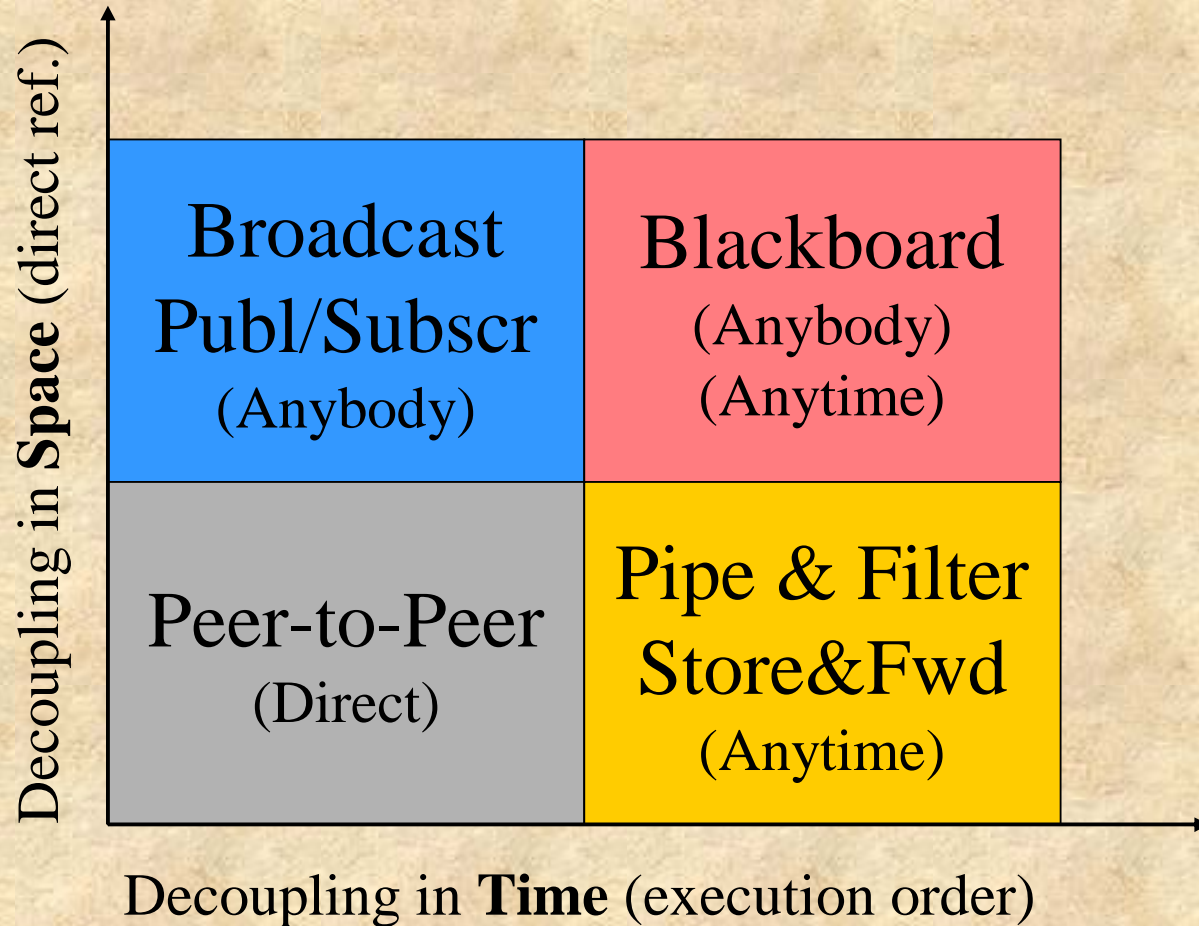 Decoupling in Space (direct ref.)
Broadcast
Publ/Subscr
(Anybody)
Blackboard
(Anybody)
(Anytime)
Peer-to-Peer
(Direct)
Pipe & Filter
Store&Fwd
(Anytime)
Decoupling in Time (execution order)